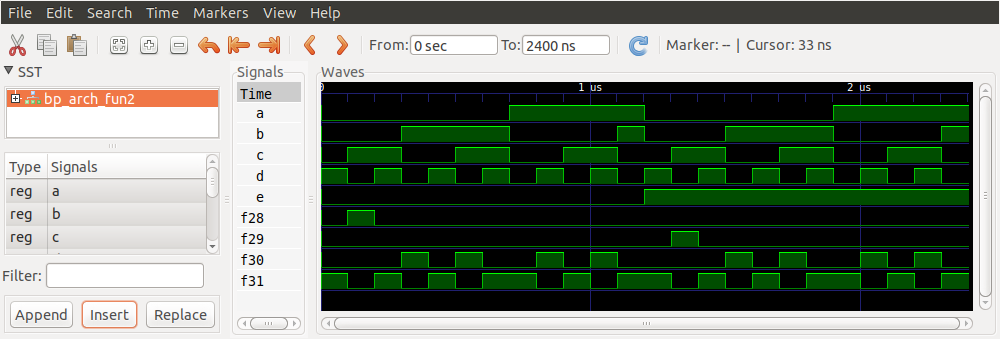 File Edit Search Time Markers View Help
From: 0 sec To: 2400 ns Marker: -- | Cursor: 33 ns
SST
bp_arch_fun2
Type Signals
reg a
reg b
reg c
Filter:
Append Insert Replace
Signals
Time
a
b
c
d
e
f28
f29
f30
f31
Waves
0 1 us 2 us